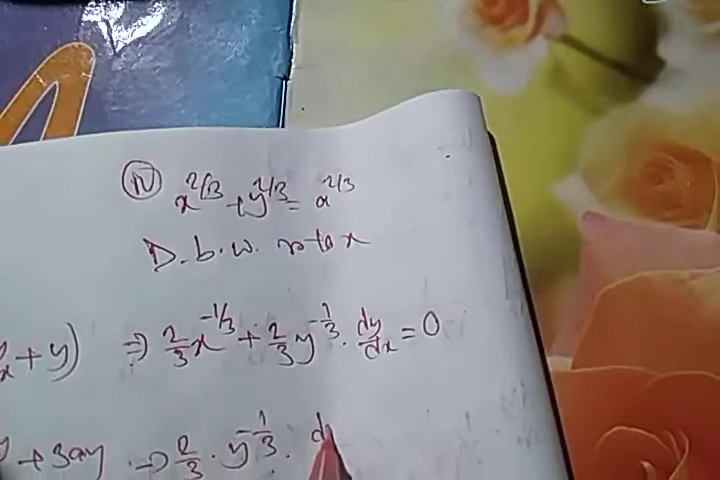 (IV) x^{2/3} + y^{2/3} = a^{2/3}
D.b.w. r to x
x + y) ⇒ 2/3 x^{-1/3} + 2/3 y^{-1/3} . dy/dx = 0
+ 3ay ⇒ 2/3 . y^{-1/3} . d